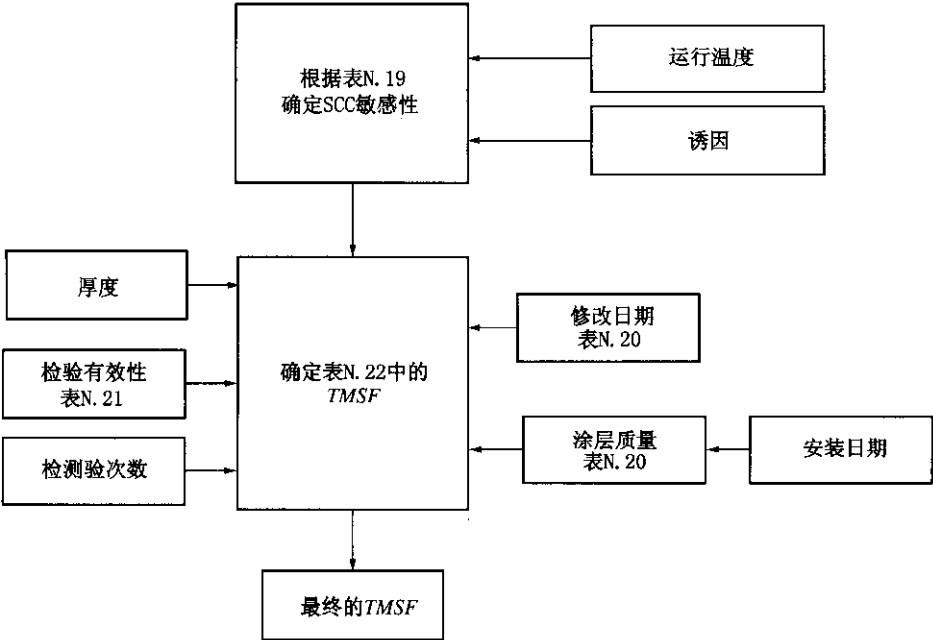 根据表N.19
确定SCC敏感性
运行温度
诱因
厚度
检验有效性
表N.21
检测验次数
确定表N.22中的
TMSF
修改日期
表N.20
涂层质量
表N.20
安装日期
最终的TMSF